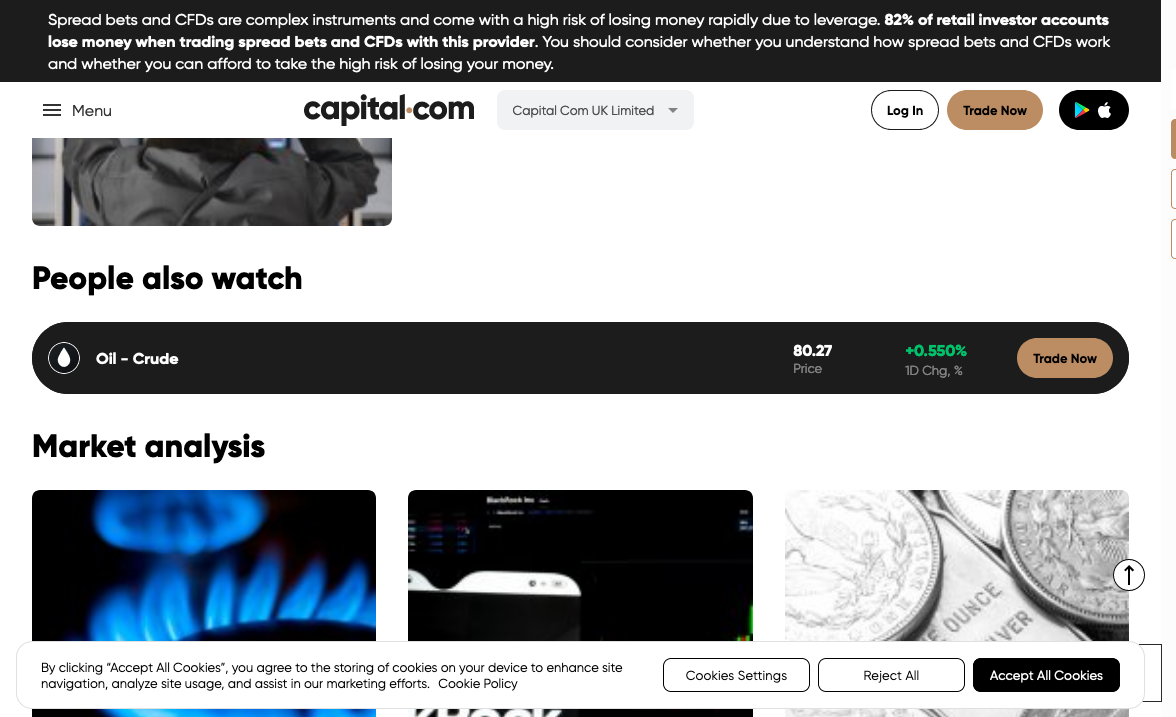 Spread bets and CFDs are complex instruments and come with a high risk of losing money rapidly due to leverage. 82% of retail investor accounts
lose money when trading spread bets and CFDs with this provider. You should consider whether you understand how spread bets and CFDs work
and whether you can afford to take the high risk of losing your money.
Menu
capital.com
Capital Com UK Limited
Log In
Trade Now
People also watch
Oil - Crude
80.27
Price
+0.550%
1D Chg, %
Trade Now
Market analysis
BlackRock Inc
OUNCE
By clicking “Accept All Cookies”, you agree to the storing of cookies on your device to enhance site
navigation, analyze site usage, and assist in our marketing efforts. Cookie Policy
Cookies Settings
Reject All
Accept All Cookies